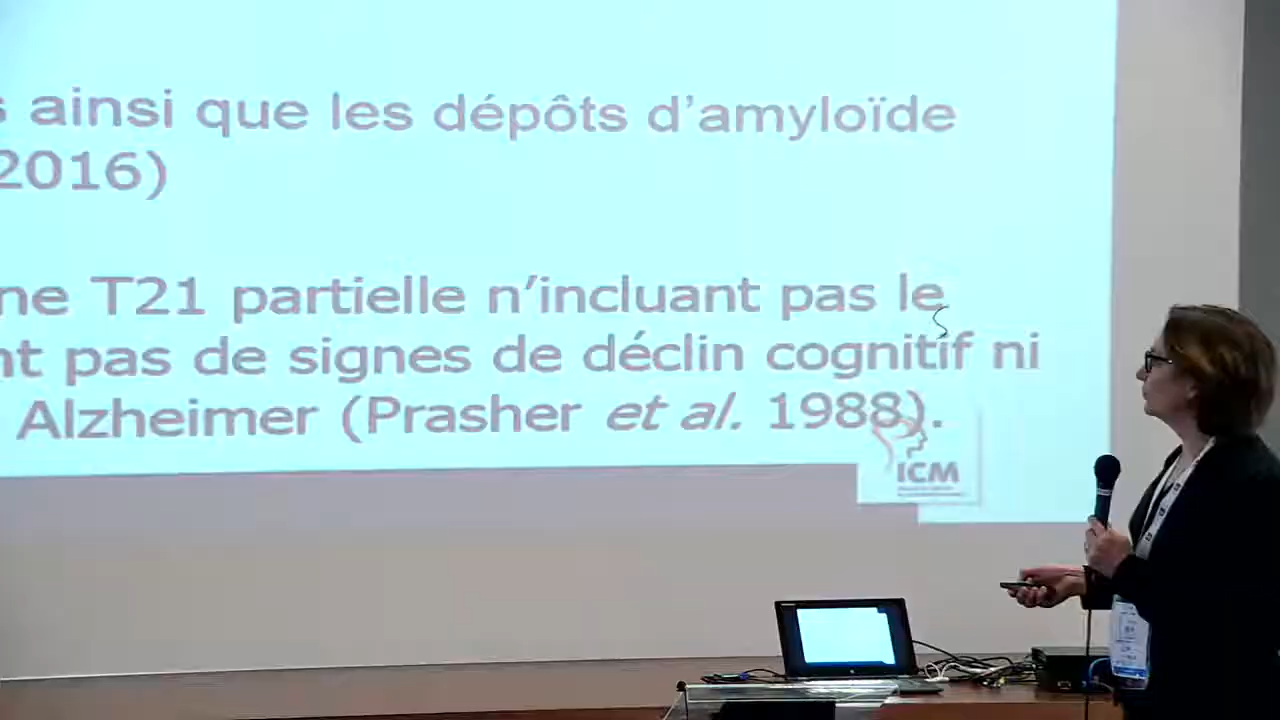 s ainsi que les dépôts d'amyloïde
2016)
ne T21 partielle n'incluant pas le
nt pas de signes de déclin cognitif ni
Alzheimer (Prasher et al. 1988).
ICM